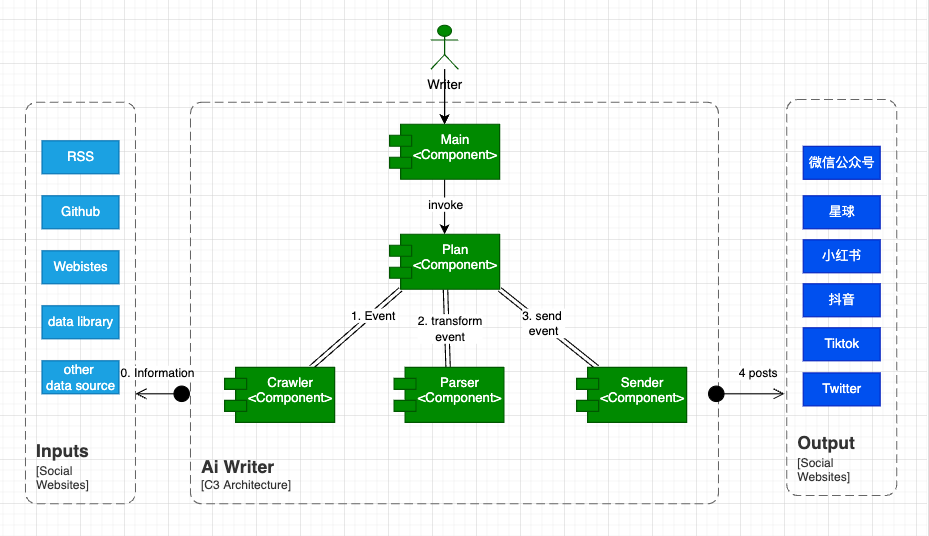 Writer
Main
<Component>
invoke
Plan
<Component>
1. Event
2. transform
event
3. send
event
Crawler
<Component>
Parser
<Component>
Sender
<Component>
Ai Writer
[C3 Architecture]
RSS
Github
Webistes
data library
other
data source
0. Information
Inputs
[Social
Websites]
4 posts
微信公众号
星球
小红书
抖音
Tiktok
Twitter
Output
[Social
Websites]